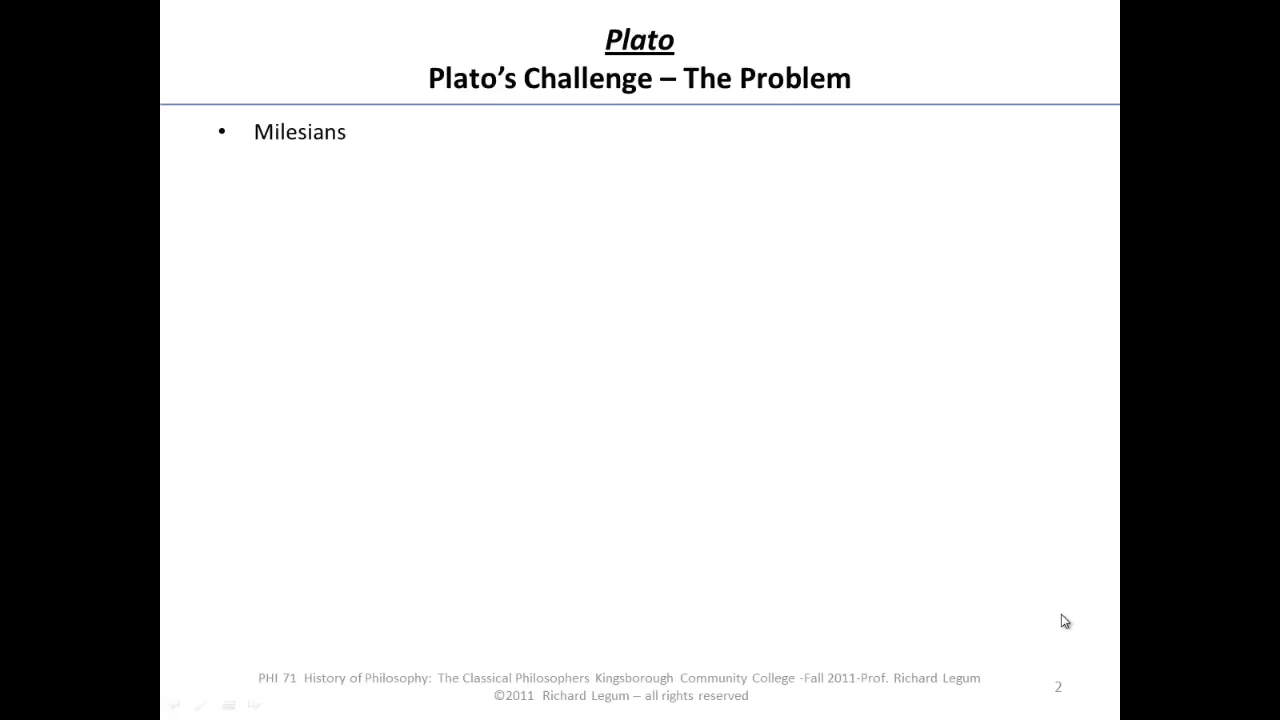 Plato
Plato's Challenge – The Problem
• Milesians
PHI 71 History of Philosophy: The Classical Philosophers Kingsborough Community College -Fall 2011-Prof. Richard Legum
©2011 Richard Legum – all rights reserved
2